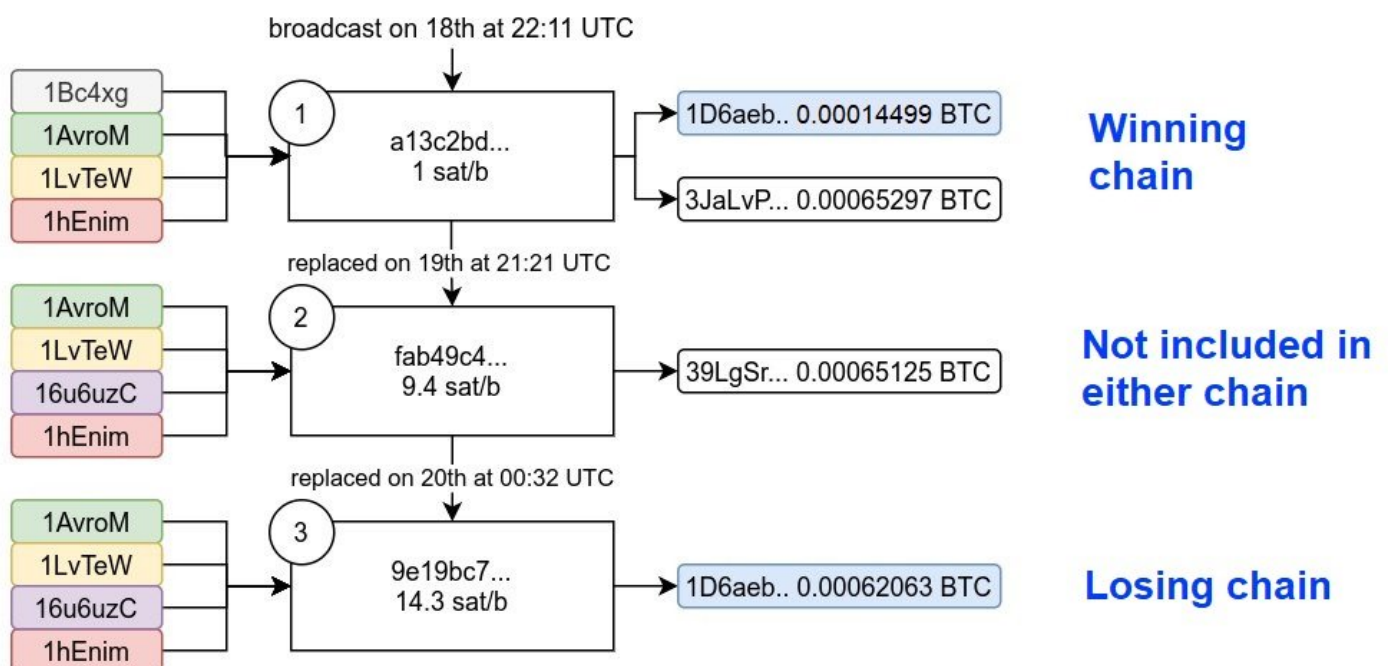 broadcast on 18th at 22:11 UTC
1Bc4xg
1AvroM
1LvTeW
1hEnim
1
a13c2bd...
1 sat/b
1D6aeb.. 0.00014499 BTC
3JaLvP... 0.00065297 BTC
Winning
chain
replaced on 19th at 21:21 UTC
1AvroM
1LvTeW
16u6uzC
1hEnim
2
fab49c4...
9.4 sat/b
39LgSr... 0.00065125 BTC
Not included in
either chain
replaced on 20th at 00:32 UTC
1AvroM
1LvTeW
16u6uzC
1hEnim
3
9e19bc7...
14.3 sat/b
1D6aeb.. 0.00062063 BTC
Losing chain